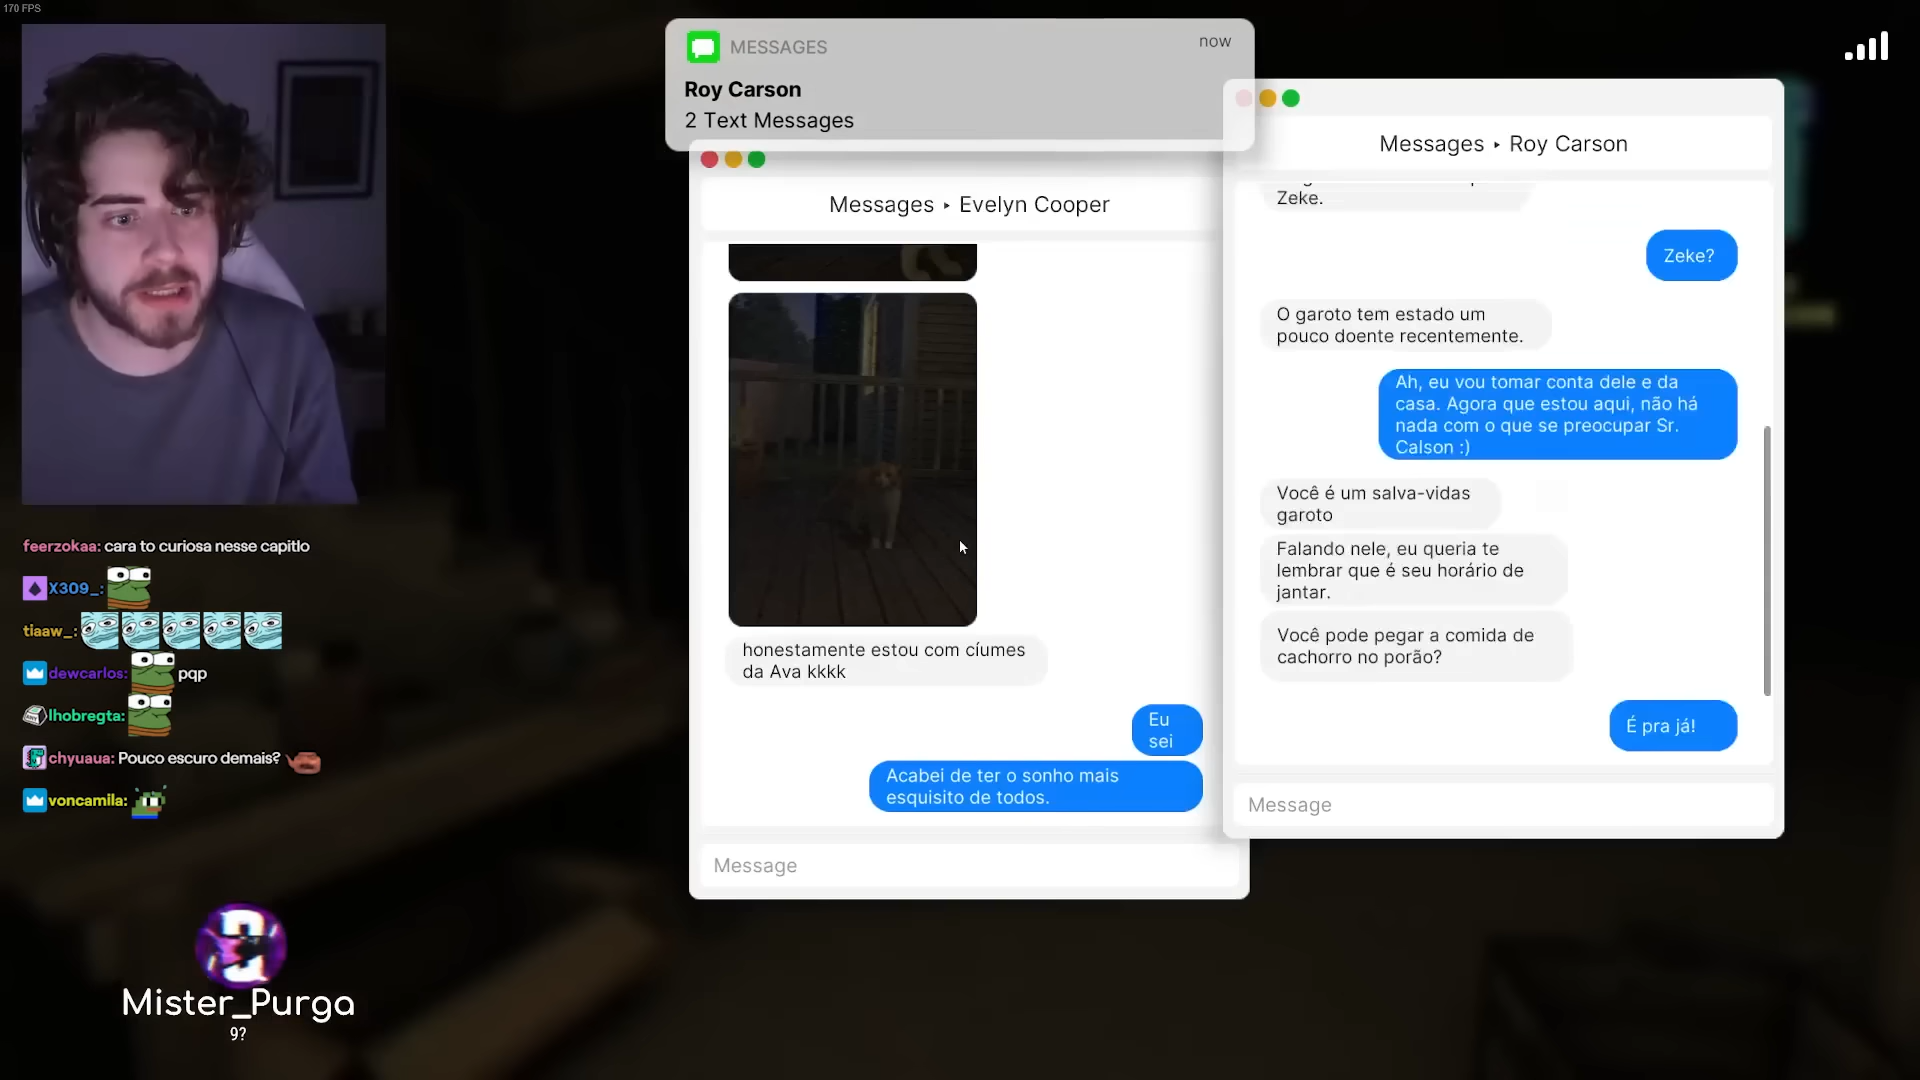 170 FPS
MESSAGES
now
Roy Carson
2 Text Messages
Messages ‣ Evelyn Cooper
honestamente estou com cíumes
da Ava kkkk
Eu
sei
Acabei de ter o sonho mais
esquisito de todos.
Message
Messages ‣ Roy Carson
Zeke.
Zeke?
O garoto tem estado um
pouco doente recentemente.
Ah, eu vou tomar conta dele e da
casa. Agora que estou aqui, não há
nada com o que se preocupar Sr.
Calson :)
Você é um salva-vidas
garoto
Falando nele, eu queria te
lembrar que é seu horário de
jantar.
Você pode pegar a comida de
cachorro no porão?
É pra já!
Message
feerzokaa: cara to curiosa nesse capitlo
X309_:
tiaaw_:
dewcarlos: pqp
lhobregta:
chyuaua: Pouco escuro demais?
voncamila:
Mister_Purga
9?